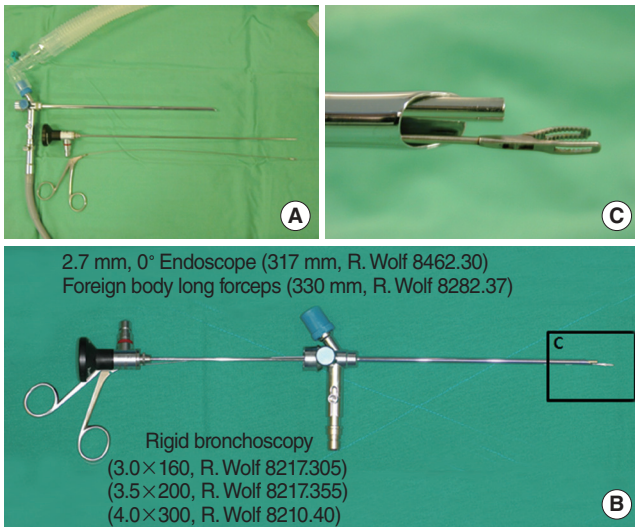 A
C
2.7 mm, 0° Endoscope (317 mm, R. Wolf 8462.30)
Foreign body long forceps (330 mm, R. Wolf 8282.37)
C
Rigid bronchoscopy
(3.0×160, R. Wolf 8217.305)
(3.5×200, R. Wolf 8217.355)
(4.0×300, R. Wolf 8210.40)
B